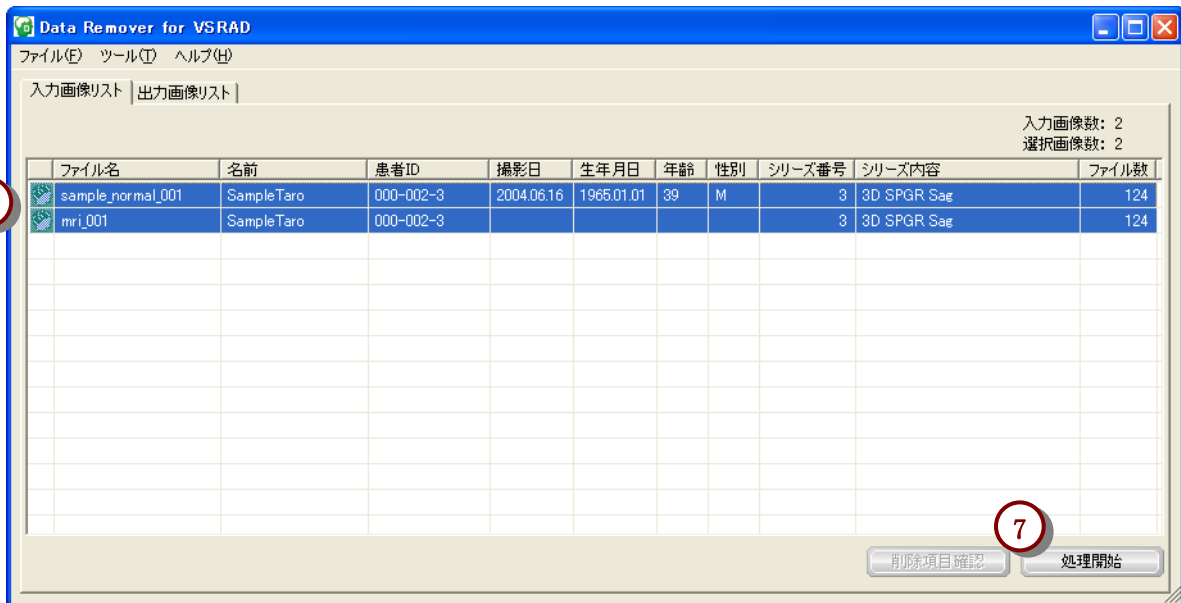 Data Remover for VSRAD
ファイル(F) ツール(T) ヘルプ(H)
入力画像リスト 出力画像リスト
入力画像数: 2
選択画像数: 2
ファイル名 名前 患者ID 撮影日 生年月日 年齢 性別 シリーズ番号 シリーズ内容 ファイル数
sample_normal_001 SampleTaro 000-002-3 2004.06.16 1965.01.01 39 M 3 3D SPGR Sag 124
mri_001 SampleTaro 000-002-3 3 3D SPGR Sag 124
7
削除項目確認 処理開始